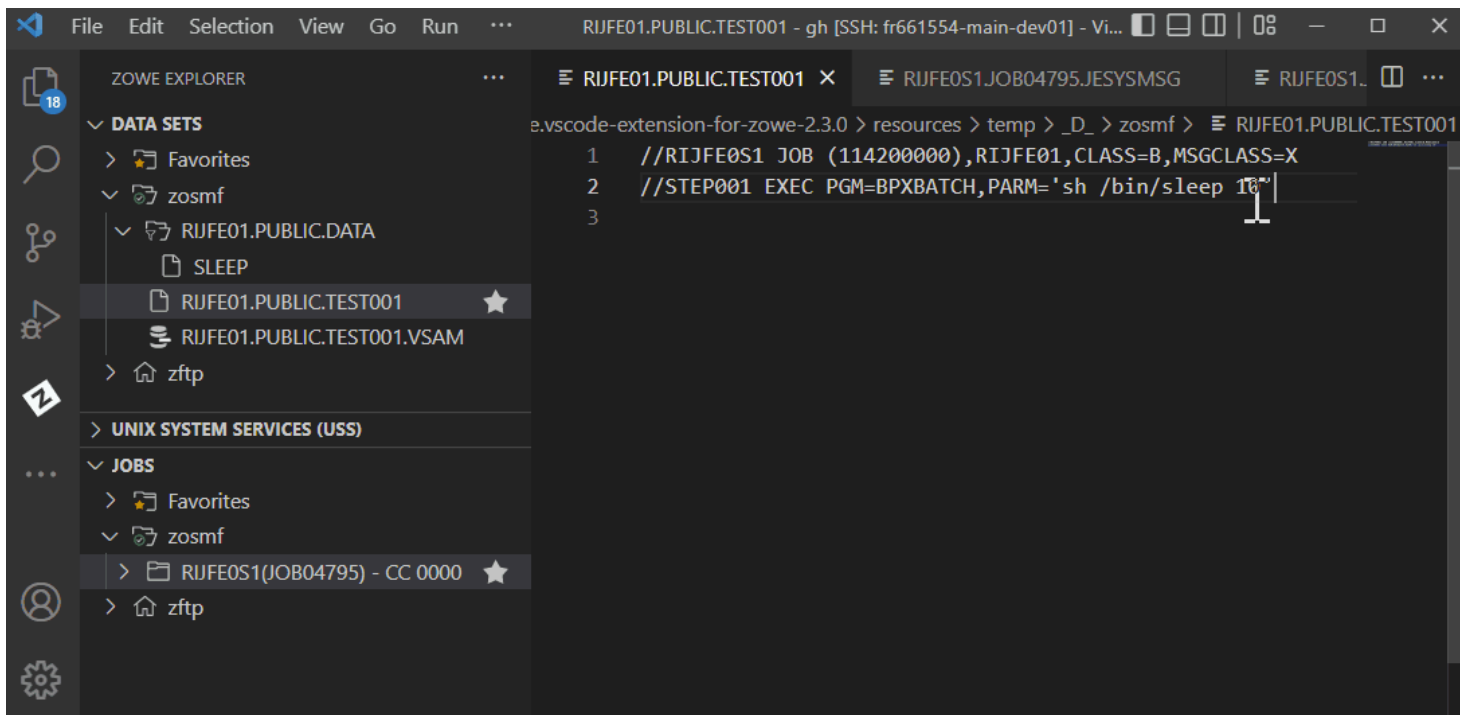 File Edit Selection View Go Run ··· RIJFE01.PUBLIC.TEST001 - gh [SSH: fr661554-main-dev01] - Vi...
18
ZOWE EXPLORER
DATA SETS
Favorites
zosmf
RIJFE01.PUBLIC.DATA
SLEEP
RIJFE01.PUBLIC.TEST001
RIJFE01.PUBLIC.TEST001.VSAM
zftp
UNIX SYSTEM SERVICES (USS)
JOBS
Favorites
zosmf
RIJFE0S1(JOB04795) - CC 0000
zftp
RIJFE01.PUBLIC.TEST001 RIJFE0S1.JOB04795.JESYSMSG RIJFE0S1.
e.vscode-extension-for-zowe-2.3.0 > resources > temp > _D_ > zosmf > RIJFE01.PUBLIC.TEST001
1 //RIJFE0S1 JOB (114200000),RIJFE01,CLASS=B,MSGCLASS=X
2 //STEP001 EXEC PGM=BPXBATCH,PARM='sh /bin/sleep 10'
3